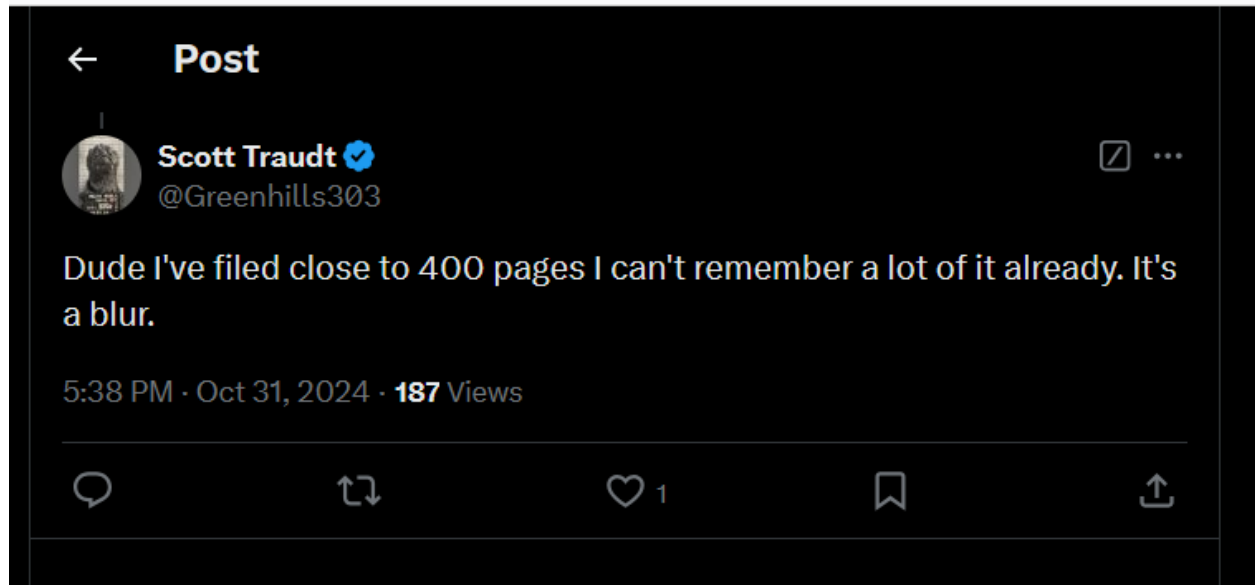 Post
Scott Traudt
@Greenhills303
Dude I've filed close to 400 pages I can't remember a lot of it already. It's
a blur.
5:38 PM · Oct 31, 2024 · 187 Views
1